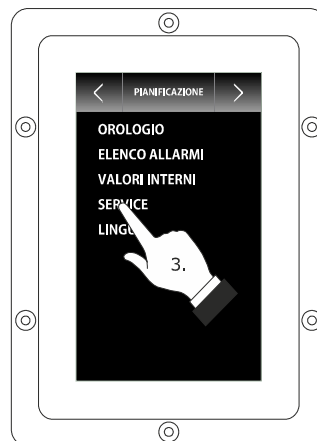 PIANIFICAZIONE
OROLOGIO
ELENCO ALLARMI
VALORI INTERNI
SERVICE
3.